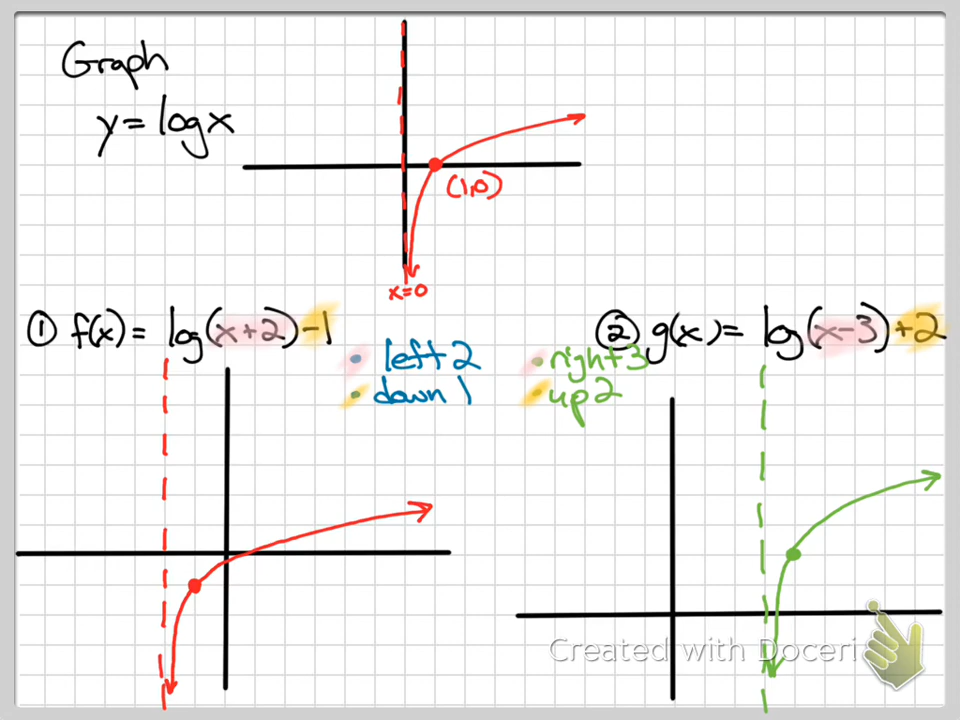 Graph
y = log x
(1,0)
x=0
① f(x) = log(x+2)-1
• left 2
• down 1
② g(x) = log(x-3)+2
• right 3
• up 2
Created with Doceri